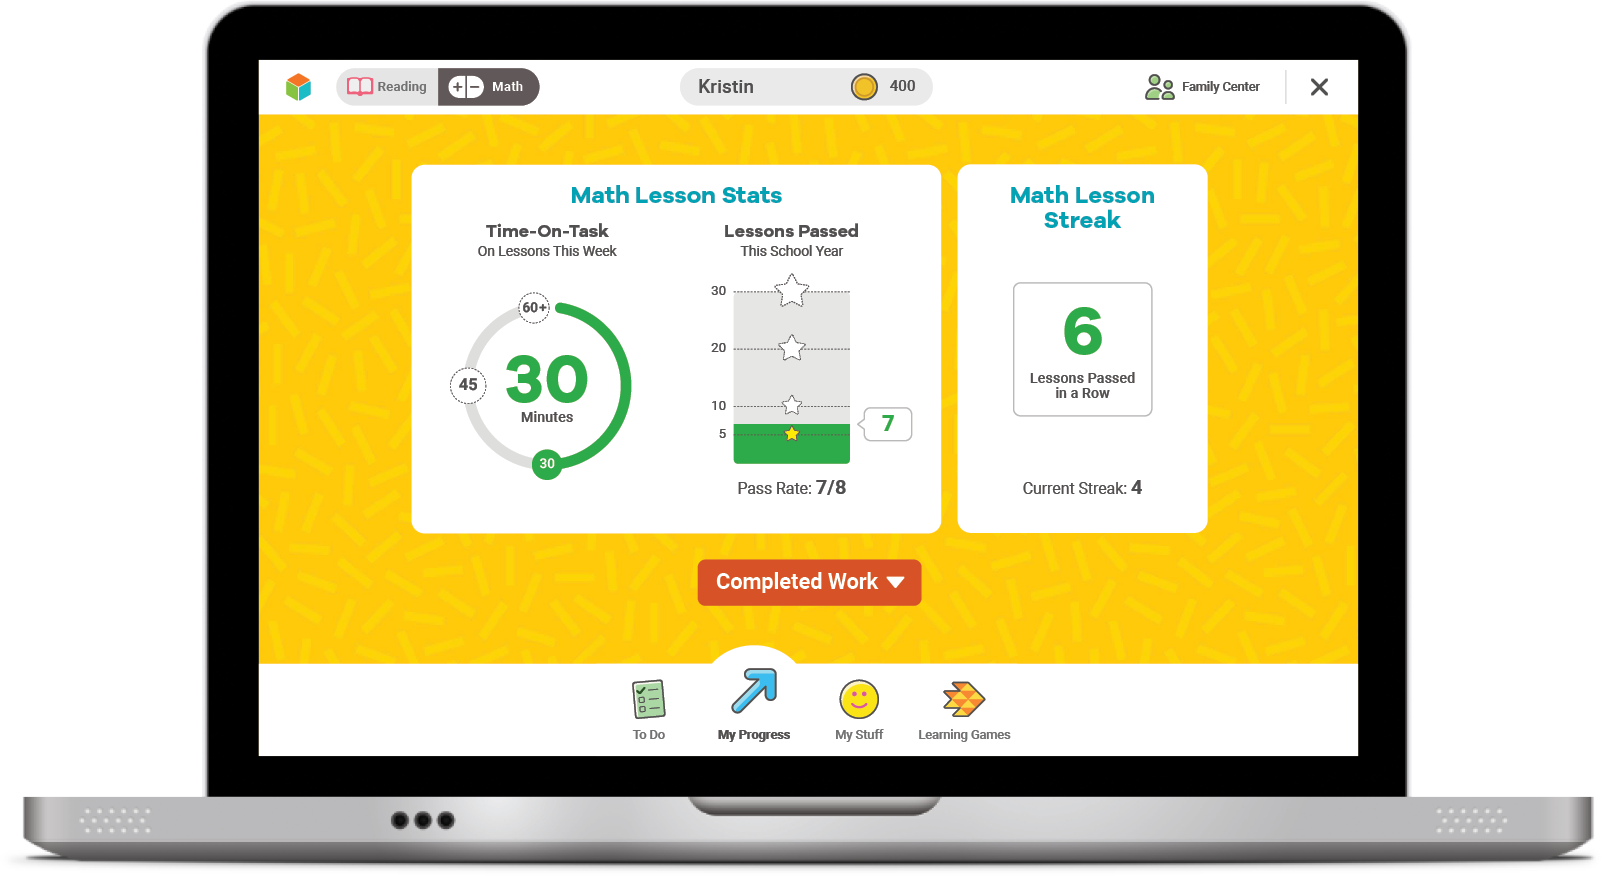 Reading
+ − Math
Kristin
400
Family Center
Math Lesson Stats
Time-On-Task
On Lessons This Week
60+
45
30
Minutes
30
Lessons Passed
This School Year
30
20
10
5
7
Pass Rate: 7/8
Math Lesson
Streak
6
Lessons Passed
in a Row
Current Streak: 4
Completed Work
To Do
My Progress
My Stuff
Learning Games